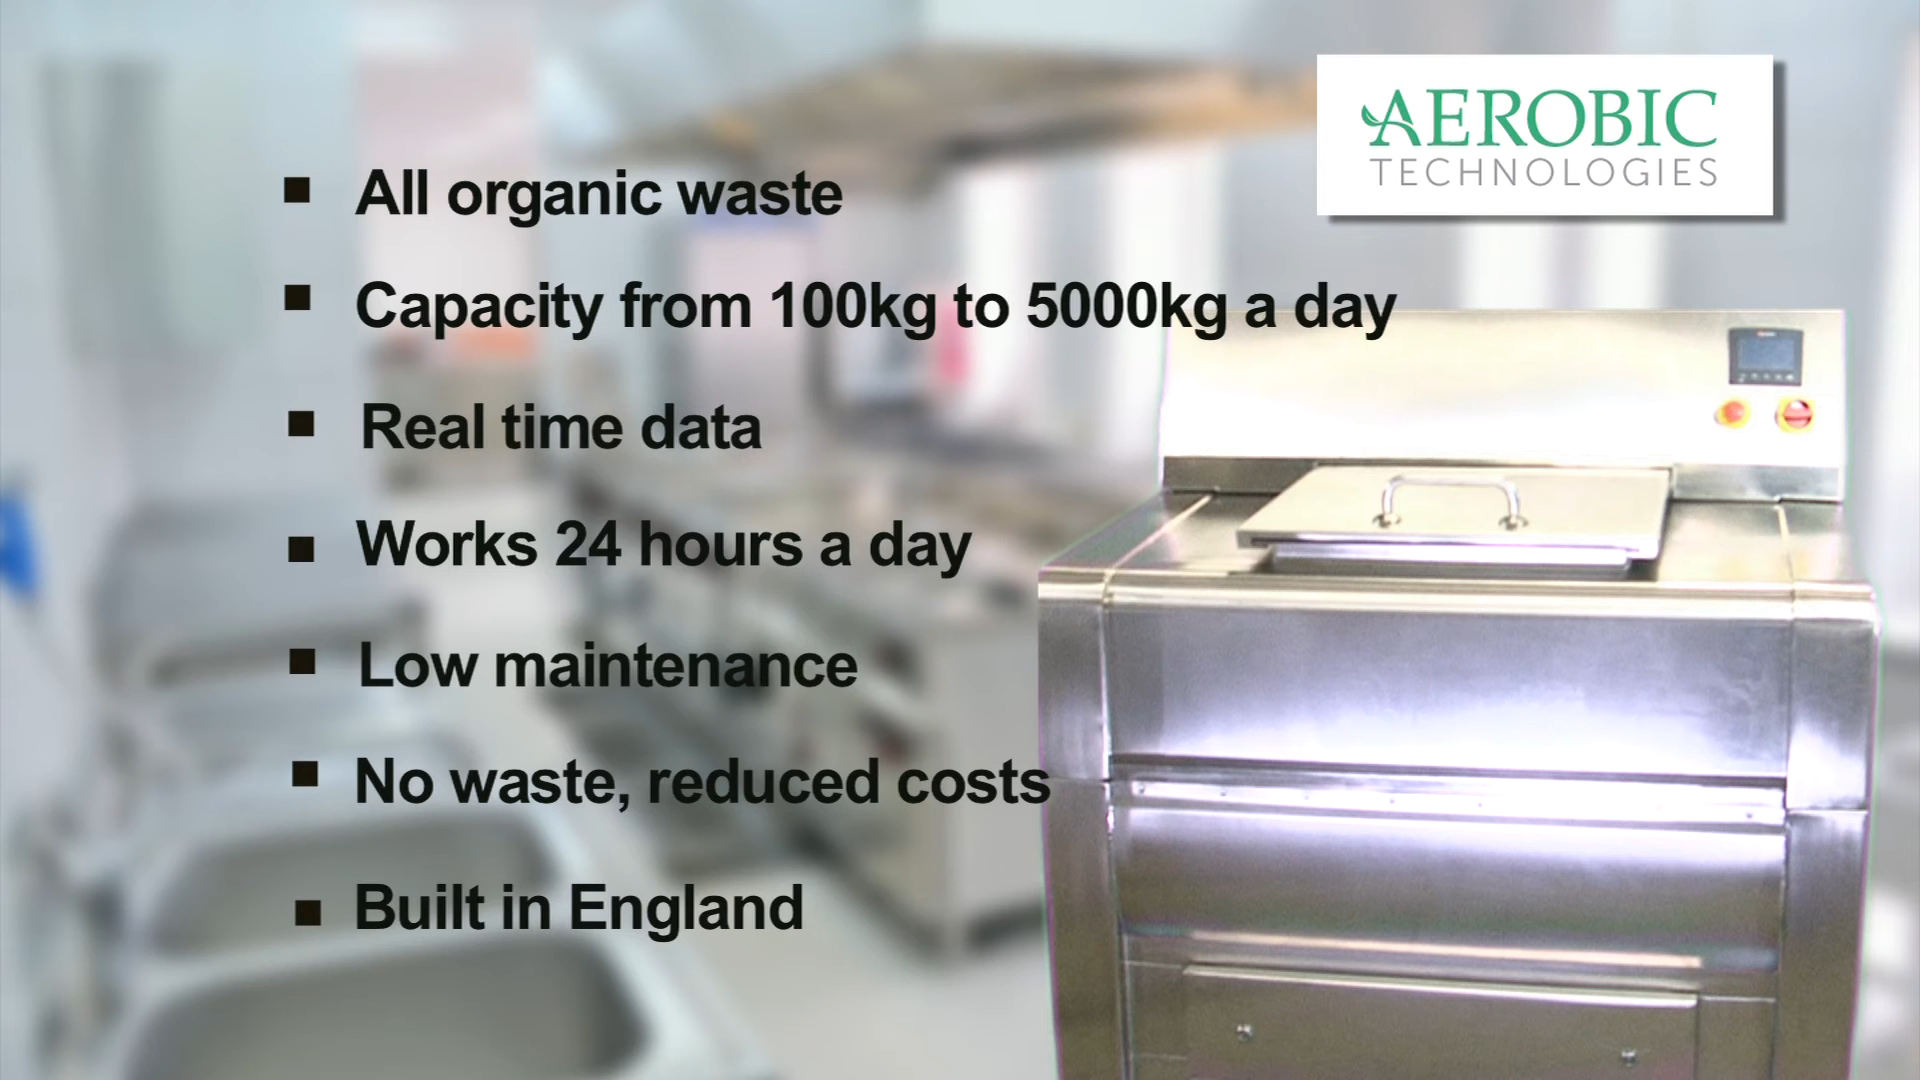 AEROBIC
TECHNOLOGIES
All organic waste
Capacity from 100kg to 5000kg a day
Real time data
Works 24 hours a day
Low maintenance
No waste, reduced costs
Built in England